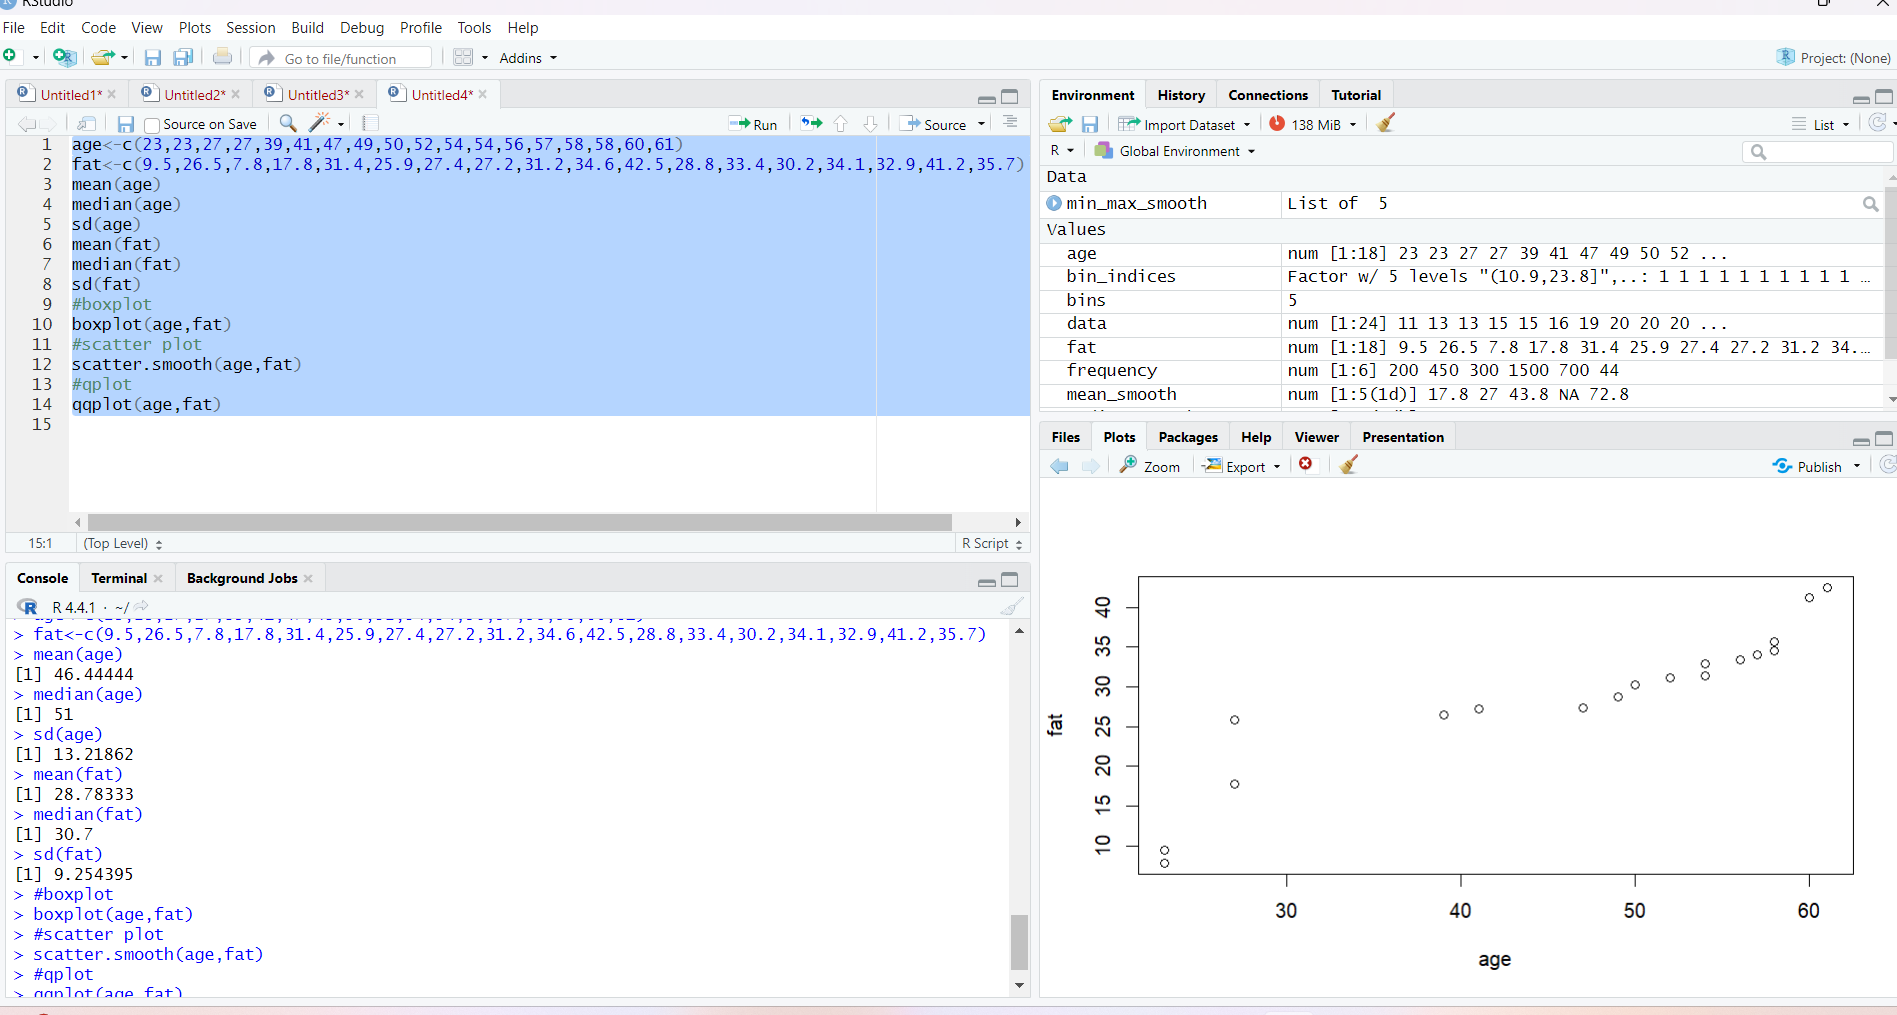 RStudio
File Edit Code View Plots Session Build Debug Profile Tools Help
Go to file/function Addins Project: (None)
Untitled1* Untitled2* Untitled3* Untitled4*
Source on Save Run Source
1 age<-c(23,23,27,27,39,41,47,49,50,52,54,54,56,57,58,58,60,61)
2 fat<-c(9.5,26.5,7.8,17.8,31.4,25.9,27.4,27.2,31.2,34.6,42.5,28.8,33.4,30.2,34.1,32.9,41.2,35.7)
3 mean(age)
4 median(age)
5 sd(age)
6 mean(fat)
7 median(fat)
8 sd(fat)
9 #boxplot
10 boxplot(age,fat)
11 #scatter plot
12 scatter.smooth(age,fat)
13 #qplot
14 qqplot(age,fat)
15
15:1 (Top Level) R Script
Console Terminal Background Jobs
R 4.4.1 · ~/
> fat<-c(9.5,26.5,7.8,17.8,31.4,25.9,27.4,27.2,31.2,34.6,42.5,28.8,33.4,30.2,34.1,32.9,41.2,35.7)
> mean(age)
[1] 46.44444
> median(age)
[1] 51
> sd(age)
[1] 13.21862
> mean(fat)
[1] 28.78333
> median(fat)
[1] 30.7
> sd(fat)
[1] 9.254395
> #boxplot
> boxplot(age,fat)
> #scatter plot
> scatter.smooth(age,fat)
> #qplot
> qqplot(age,fat)
Environment History Connections Tutorial
Import Dataset 138 MiB List
R Global Environment
Data
min_max_smooth List of 5
Values
age num [1:18] 23 23 27 27 39 41 47 49 50 52 ...
bin_indices Factor w/ 5 levels "(10.9,23.8]",..: 1 1 1 1 1 1 1 1 1 1 …
bins 5
data num [1:24] 11 13 13 15 15 16 19 20 20 20 ...
fat num [1:18] 9.5 26.5 7.8 17.8 31.4 25.9 27.4 27.2 31.2 34.…
frequency num [1:6] 200 450 300 1500 700 44
mean_smooth num [1:5(1d)] 17.8 27 43.8 NA 72.8
Files Plots Packages Help Viewer Presentation
Zoom Export Publish
fat
40
35
30
25
20
15
10
30 40 50 60
age